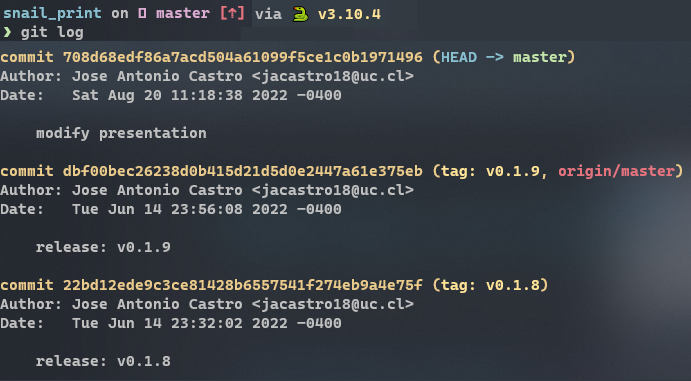 snail_print on master [↑] via 🐍 v3.10.4
❯ git log
commit 708d68edf86a7acd504a61099f5ce1c0b1971496 (HEAD -> master)
Author: Jose Antonio Castro <jacastro18@uc.cl>
Date:   Sat Aug 20 11:18:38 2022 -0400
modify presentation
commit dbf00bec26238d0b415d21d5d0e2447a61e375eb (tag: v0.1.9, origin/master)
Author: Jose Antonio Castro <jacastro18@uc.cl>
Date:   Tue Jun 14 23:56:08 2022 -0400
release: v0.1.9
commit 22bd12ede9c3ce81428b6557541f274eb9a4e75f (tag: v0.1.8)
Author: Jose Antonio Castro <jacastro18@uc.cl>
Date:   Tue Jun 14 23:32:02 2022 -0400
release: v0.1.8